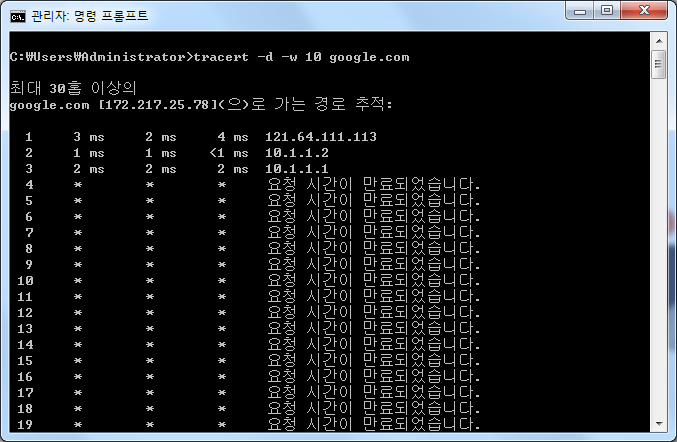 관리자: 명령 프롬프트
C:\Users\Administrator>tracert -d -w 10 google.com
최대 30홉 이상의
google.com [172.217.25.78](으)로 가는 경로 추적:
1 3 ms 2 ms 4 ms 121.64.111.113
2 1 ms 1 ms <1 ms 10.1.1.2
3 2 ms 2 ms 2 ms 10.1.1.1
4 * * * 요청 시간이 만료되었습니다.
5 * * * 요청 시간이 만료되었습니다.
6 * * * 요청 시간이 만료되었습니다.
7 * * * 요청 시간이 만료되었습니다.
8 * * * 요청 시간이 만료되었습니다.
9 * * * 요청 시간이 만료되었습니다.
10 * * * 요청 시간이 만료되었습니다.
11 * * * 요청 시간이 만료되었습니다.
12 * * * 요청 시간이 만료되었습니다.
13 * * * 요청 시간이 만료되었습니다.
14 * * * 요청 시간이 만료되었습니다.
15 * * * 요청 시간이 만료되었습니다.
16 * * * 요청 시간이 만료되었습니다.
17 * * * 요청 시간이 만료되었습니다.
18 * * * 요청 시간이 만료되었습니다.
19 * * * 요청 시간이 만료되었습니다.